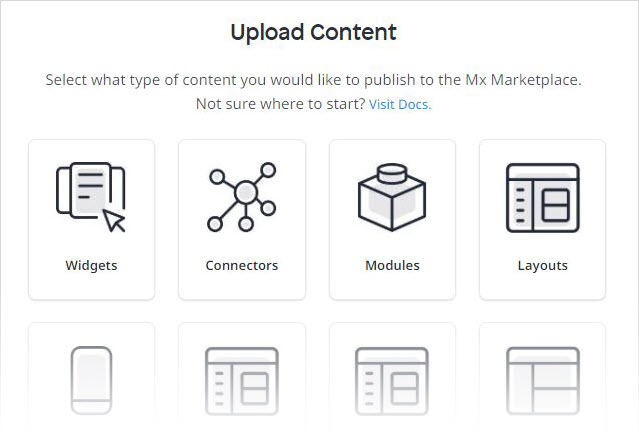 Upload Content
Select what type of content you would like to publish to the Mx Marketplace.
Not sure where to start? Visit Docs.
Widgets
Connectors
Modules
Layouts